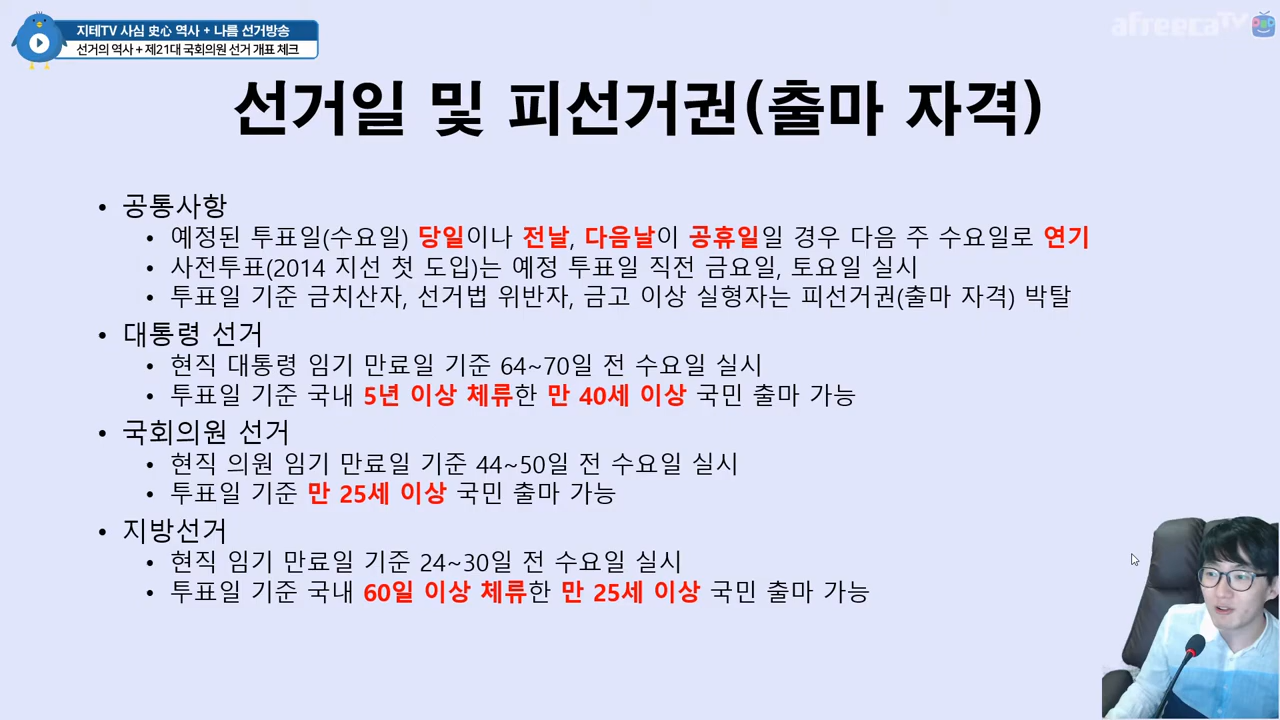 지테TV 사심 史心 역사 + 나름 선거방송
선거의 역사 + 제21대 국회의원 선거 개표 체크
afreecaTV
선거일 및 피선거권(출마 자격)
• 공통사항
• 예정된 투표일(수요일) 당일이나 전날, 다음날이 공휴일일 경우 다음 주 수요일로 연기
• 사전투표(2014 지선 첫 도입)는 예정 투표일 직전 금요일, 토요일 실시
• 투표일 기준 금치산자, 선거법 위반자, 금고 이상 실형자는 피선거권(출마 자격) 박탈
• 대통령 선거
• 현직 대통령 임기 만료일 기준 64~70일 전 수요일 실시
• 투표일 기준 국내 5년 이상 체류한 만 40세 이상 국민 출마 가능
• 국회의원 선거
• 현직 의원 임기 만료일 기준 44~50일 전 수요일 실시
• 투표일 기준 만 25세 이상 국민 출마 가능
• 지방선거
• 현직 임기 만료일 기준 24~30일 전 수요일 실시
• 투표일 기준 국내 60일 이상 체류한 만 25세 이상 국민 출마 가능